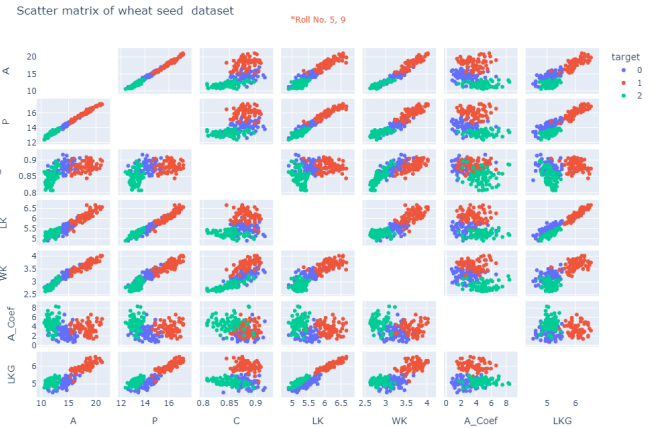 Scatter matrix of wheat seed dataset
*Roll No. 5, 9
target
0
1
2
A
20
15
10
P
16
14
12
0.9
0.85
0.8
LK
6.5
6
5.5
5
WK
4
3.5
3
2.5
A_Coef
8
6
4
2
0
LKG
6
5
10 15 20 12 14 16 0.8 0.85 0.9 5 5.5 6 6.5 2.5 3 3.5 4 0 2 4 6 8 5 6
A P C LK WK A_Coef LKG